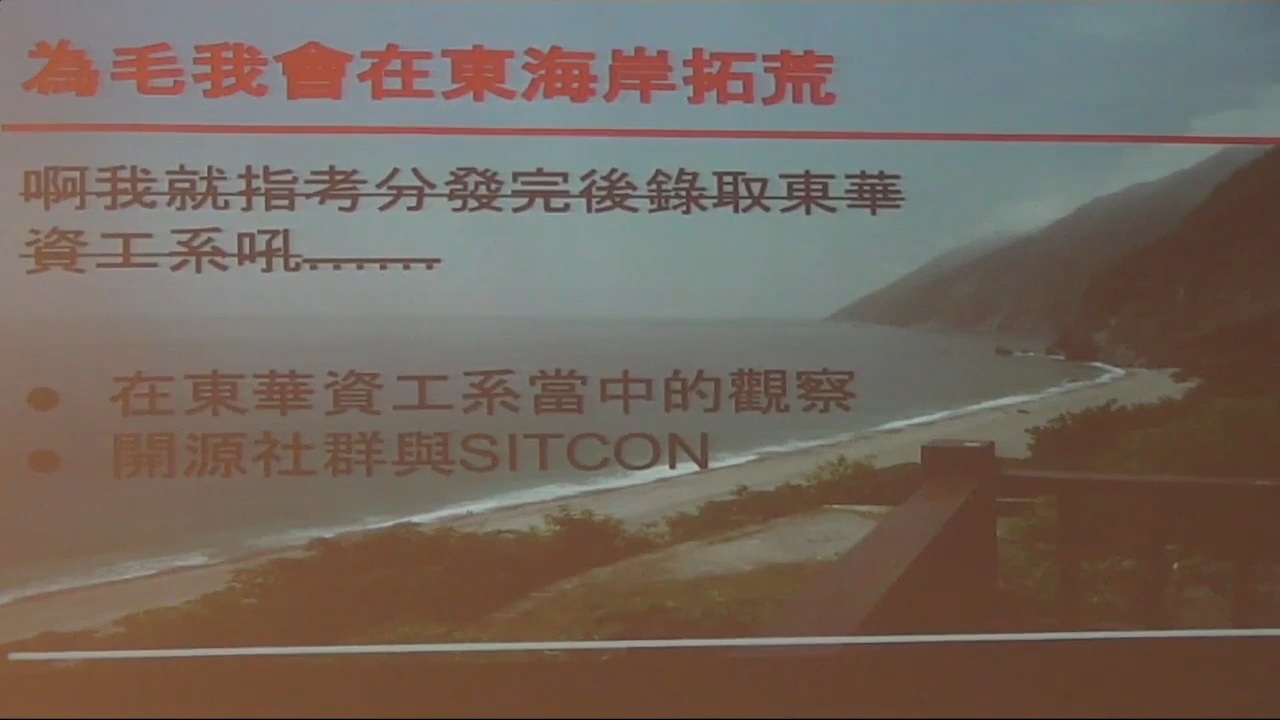 為毛我會在東海岸拓荒
啊我就指考分發完後錄取東華
資工系吼......
在東華資工系當中的觀察
開源社群與SITCON